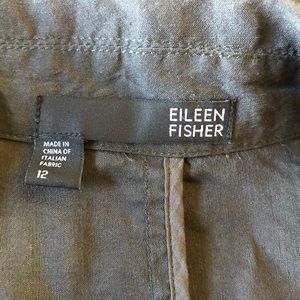 EILEEN
FISHER
MADE IN
CHINA OF
ITALIAN
FABRIC
12